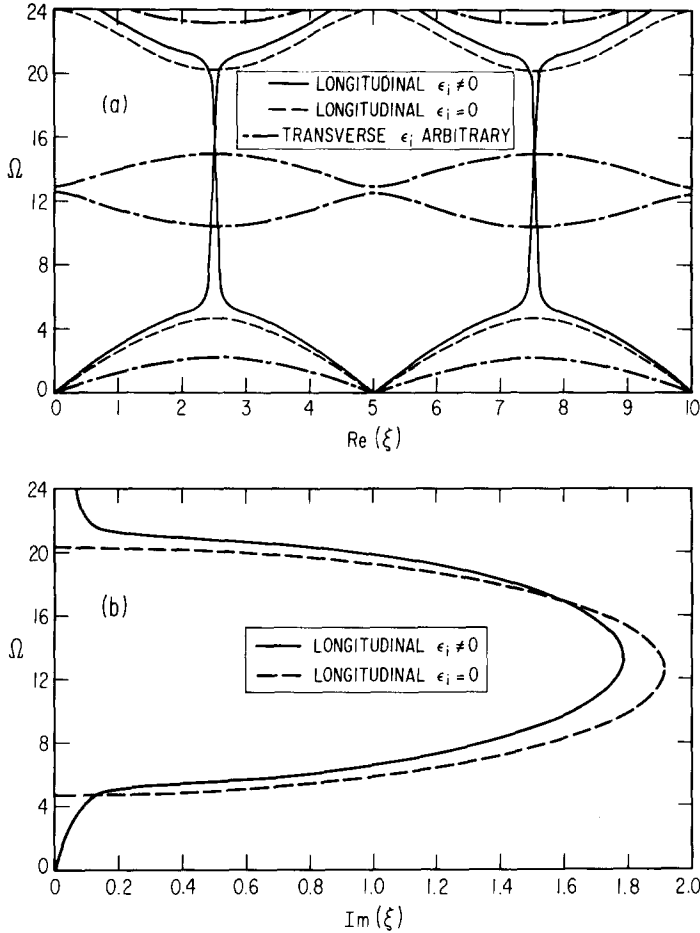 24
20
16
12
8
4
0
Ω
(a)
LONGITUDINAL ϵi ≠ 0
LONGITUDINAL ϵi = 0
TRANSVERSE ϵi ARBITRARY
0 1 2 3 4 5 6 7 8 9 10
Re (ξ)
24
20
16
12
8
4
0
Ω
(b)
LONGITUDINAL ϵi ≠ 0
LONGITUDINAL ϵi = 0
0 0.2 0.4 0.6 0.8 1.0 1.2 1.4 1.6 1.8 2.0
Im (ξ)